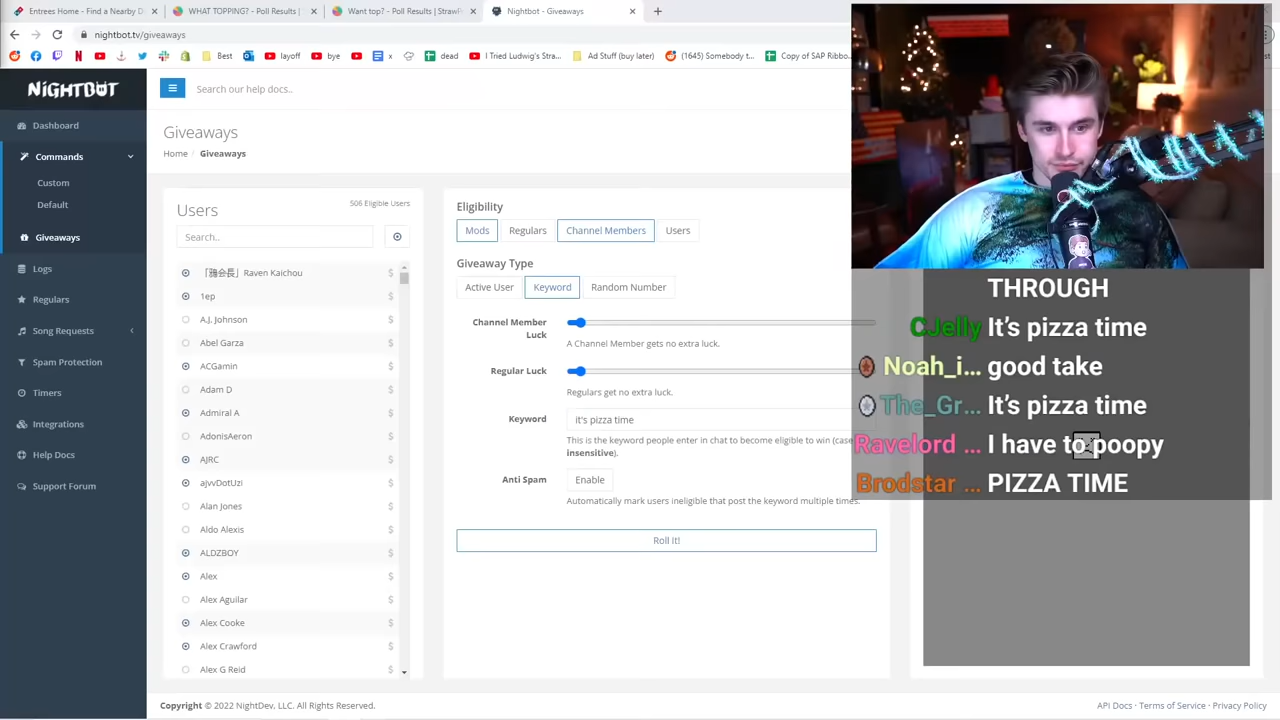 Entrees Home - Find a Nearby D
WHAT TOPPING? - Poll Results |
Want top? - Poll Results | StrawP
Nightbot - Giveaways
nightbot.tv/giveaways
Best
layoff
bye
x
dead
I Tried Ludwig's Stra...
Ad Stuff (buy later)
(1645) Somebody t...
Copy of SAP Ribbo...
NIGHTBOT
Search our help docs..
Dashboard
Commands
Custom
Default
Giveaways
Logs
Regulars
Song Requests
Spam Protection
Timers
Integrations
Help Docs
Support Forum
Giveaways
Home / Giveaways
Users
506 Eligible Users
Search...
Raven Kaichou $
1ep $
A.J. Johnson $
Abel Garza $
ACGamin $
Adam D $
Admiral A $
AdonisAeron $
AJRC $
ajvvDotUzi $
Alan Jones $
Aldo Alexis $
ALDZBOY $
Alex $
Alex Aguilar $
Alex Cooke $
Alex Crawford $
Alex G Reid $
Eligibility
Mods
Regulars
Channel Members
Users
Giveaway Type
Active User
Keyword
Random Number
Channel Member
Luck
A Channel Member gets no extra luck.
Regular Luck
Regulars get no extra luck.
Keyword
it's pizza time
This is the keyword people enter in chat to become eligible to win (case
insensitive).
Anti Spam
Enable
Automatically mark users ineligible that post the keyword multiple times.
Roll It!
THROUGH
CJelly It's pizza time
Noah_i... good take
The_Gr... It's pizza time
Ravelord ... I have to poopy
Brodstar ... PIZZA TIME
Copyright © 2022 NightDev, LLC. All Rights Reserved.
API Docs · Terms of Service · Privacy Policy